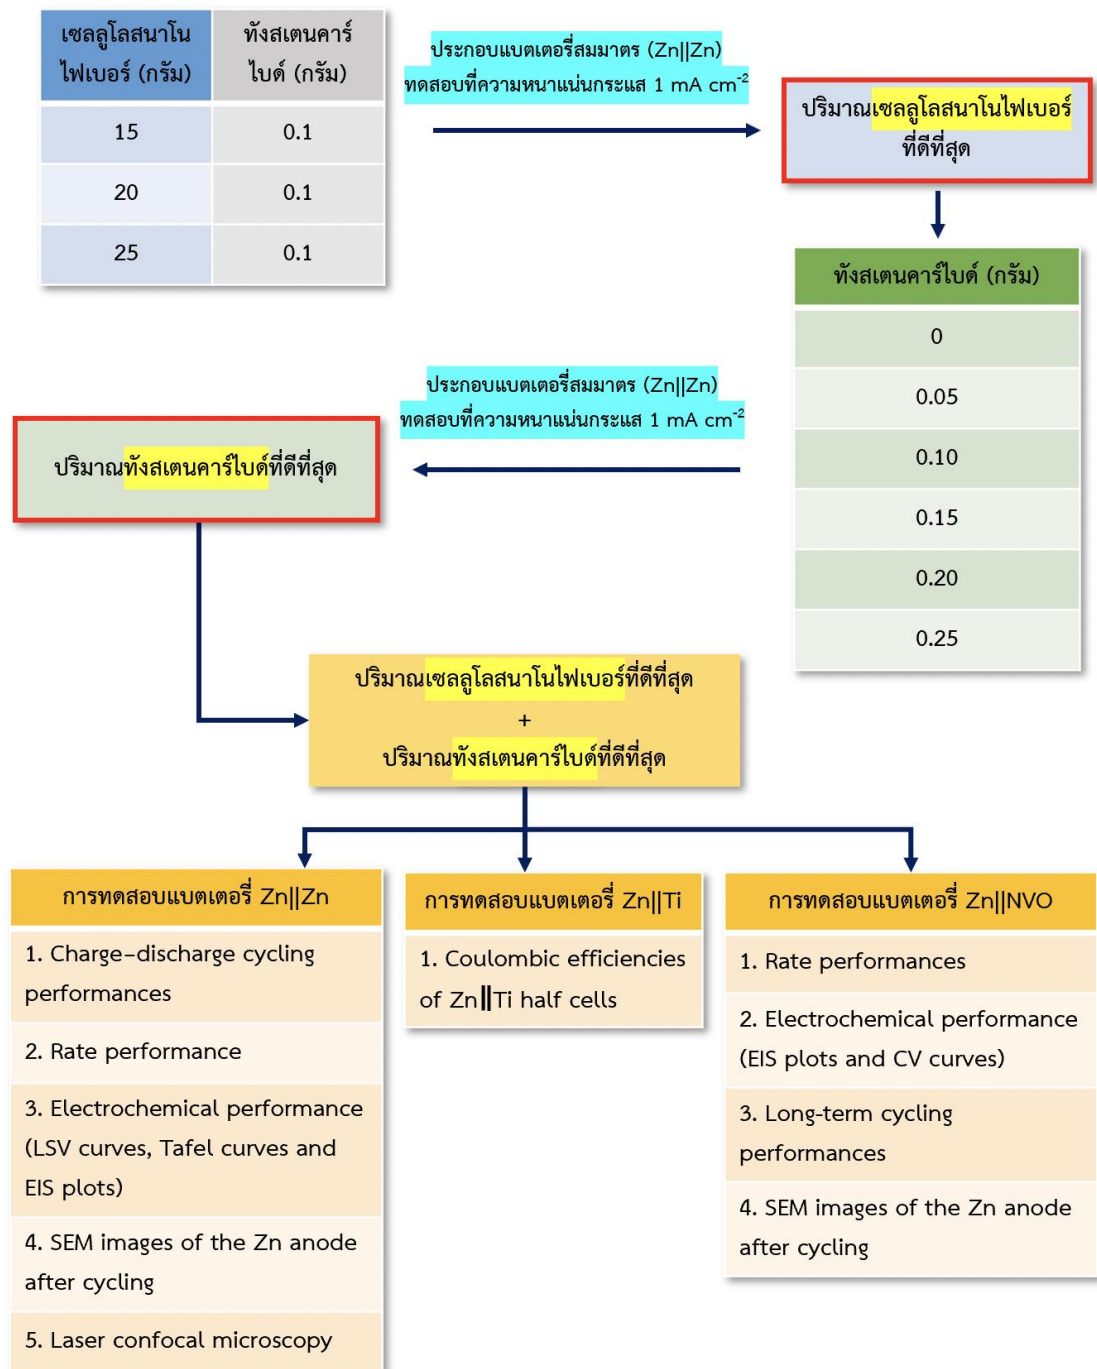 เซลลูโลสนาโน
ไฟเบอร์ (กรัม)
ทังสเตนคาร์
ไบด์ (กรัม)
15
0.1
20
0.1
25
0.1
ประกอบแบตเตอรี่สมมาตร (Zn||Zn)
ทดสอบที่ความหนาแน่นกระแส 1 mA cm⁻²
ปริมาณเซลลูโลสนาโนไฟเบอร์
ที่ดีที่สุด
ทังสเตนคาร์ไบด์ (กรัม)
0
0.05
0.10
0.15
0.20
0.25
ประกอบแบตเตอรี่สมมาตร (Zn||Zn)
ทดสอบที่ความหนาแน่นกระแส 1 mA cm⁻²
ปริมาณทังสเตนคาร์ไบด์ที่ดีที่สุด
ปริมาณเซลลูโลสนาโนไฟเบอร์ที่ดีที่สุด
+
ปริมาณทังสเตนคาร์ไบด์ที่ดีที่สุด
การทดสอบแบตเตอรี่ Zn||Zn
1. Charge–discharge cycling
performances
2. Rate performance
3. Electrochemical performance
(LSV curves, Tafel curves and
EIS plots)
4. SEM images of the Zn anode
after cycling
5. Laser confocal microscopy
การทดสอบแบตเตอรี่ Zn||Ti
1. Coulombic efficiencies
of Zn||Ti half cells
การทดสอบแบตเตอรี่ Zn||NVO
1. Rate performances
2. Electrochemical performance
(EIS plots and CV curves)
3. Long-term cycling
performances
4. SEM images of the Zn anode
after cycling